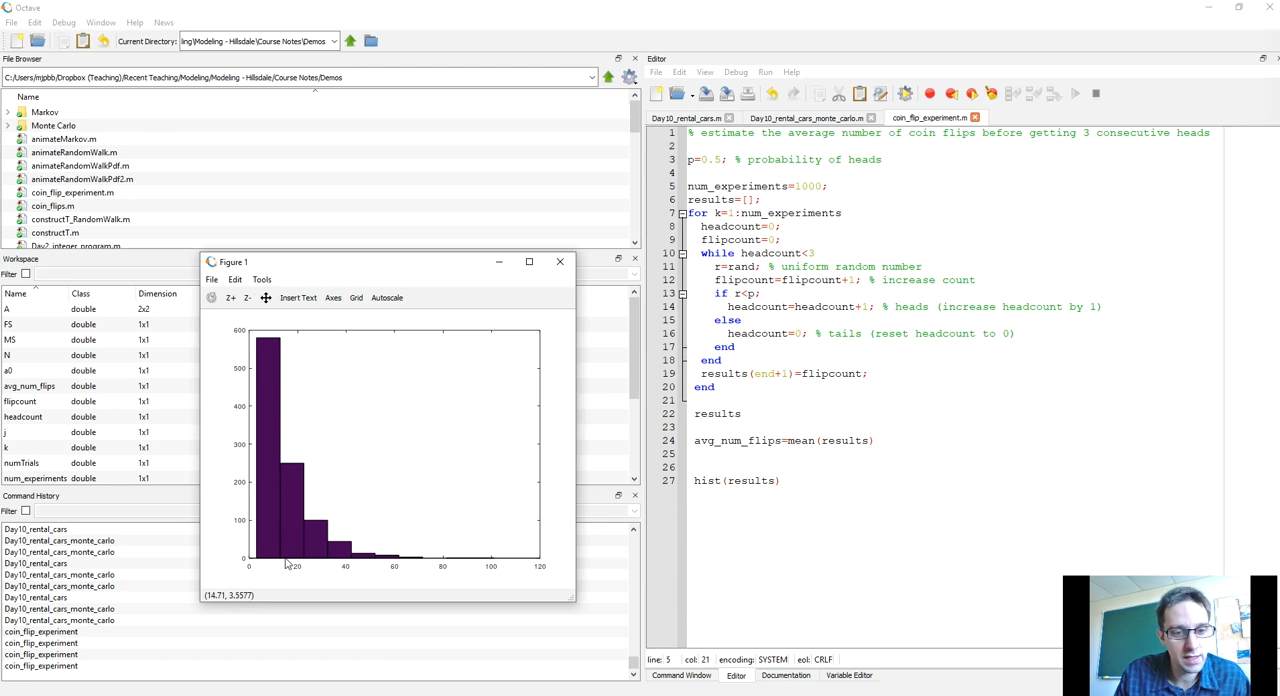 Octave
File Edit Debug Window Help News
Current Directory: ling\Modeling - Hillsdale\Course Notes\Demos
File Browser
C:/Users/mjpbb/Dropbox (Teaching)/Recent Teaching/Modeling/Modeling - Hillsdale/Course Notes/Demos
Name
Markov
Monte Carlo
animateMarkov.m
animateRandomWalk.m
animateRandomWalkPdf.m
animateRandomWalkPdf2.m
coin_flip_experiment.m
coin_flips.m
constructT_RandomWalk.m
constructT.m
Day2_integer_program.m
Workspace
Filter
Name Class Dimension
A double 2x2
FS double 1x1
MS double 1x1
N double 1x1
a0 double 1x1
avg_num_flips double 1x1
flipcount double 1x1
headcount double 1x1
j double 1x1
k double 1x1
numTrials double 1x1
num_experiments double 1x1
Command History
Filter
Day10_rental_cars
Day10_rental_cars_monte_carlo
Day10_rental_cars_monte_carlo
Day10_rental_cars
Day10_rental_cars_monte_carlo
Day10_rental_cars_monte_carlo
Day10_rental_cars
Day10_rental_cars_monte_carlo
Day10_rental_cars_monte_carlo
coin_flip_experiment
coin_flip_experiment
coin_flip_experiment
coin_flip_experiment
Figure 1
File Edit Tools
Z+ Z- Insert Text Axes Grid Autoscale
600
500
400
300
200
100
0
0 20 40 60 80 100 120
(14.71, 3.5577)
Editor
File Edit View Debug Run Help
Day10_rental_cars.m Day10_rental_cars_monte_carlo.m coin_flip_experiment.m
1 % estimate the average number of coin flips before getting 3 consecutive heads
2
3 p=0.5; % probability of heads
4
5 num_experiments=1000;
6 results=[];
7 for k=1:num_experiments
8 headcount=0;
9 flipcount=0;
10 while headcount<3
11 r=rand; % uniform random number
12 flipcount=flipcount+1; % increase count
13 if r<p;
14 headcount=headcount+1; % heads (increase headcount by 1)
15 else
16 headcount=0; % tails (reset headcount to 0)
17 end
18 end
19 results(end+1)=flipcount;
20 end
21
22 results
23
24 avg_num_flips=mean(results)
25
26
27 hist(results)
line: 5 col: 21 encoding: SYSTEM eol: CRLF
Command Window Editor Documentation Variable Editor